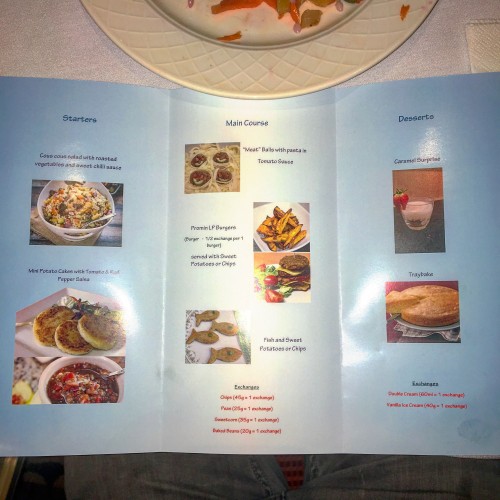 Starters
Cous cous salad with roasted
vegetables and sweet chilli sauce
Mini Potato Cakes with Tomato & Red
Pepper Salsa
Main Course
"Meat" Balls with pasta in
Tomato Sauce
Promin LP Burgers
(Burger - 1/2 exchange per 1
Burger)
served with Sweet
Potatoes or Chips
Fish and Sweet
Potatoes or Chips
Exchanges
Chips (45g = 1 exchange)
Peas (25g = 1 exchange)
Sweetcorn (35g = 1 exchange)
Baked Beans (20g = 1 exchange)
Desserts
Caramel Surprise
Traybake
Exchanges
Double Cream (60ml = 1 exchange)
Vanilla Ice Cream (40g = 1 exchange)